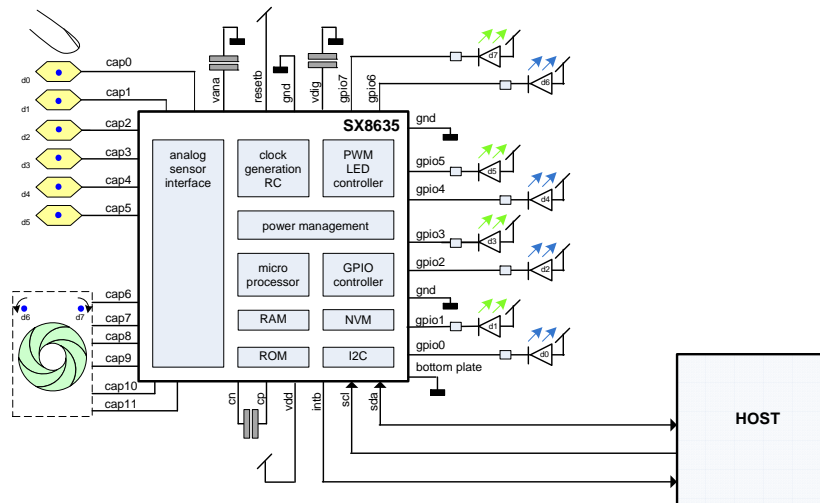 cap0
d0
cap1
d1
cap2
d2
cap3
d3
cap4
d4
cap5
d5
cap6
d6
d7
cap7
cap8
cap9
cap10
cap11
vana
resetb
gnd
vdig
gpio7
gpio6
d7
d6
SX8635
analog
sensor
interface
clock
generation
RC
PWM
LED
controller
power management
micro
processor
GPIO
controller
RAM
NVM
ROM
I2C
gnd
gpio5
d5
gpio4
d4
gpio3
d3
gpio2
d2
gnd
gpio1
d1
gpio0
d0
bottom plate
cn
cp
vdd
intb
scl
sda
HOST